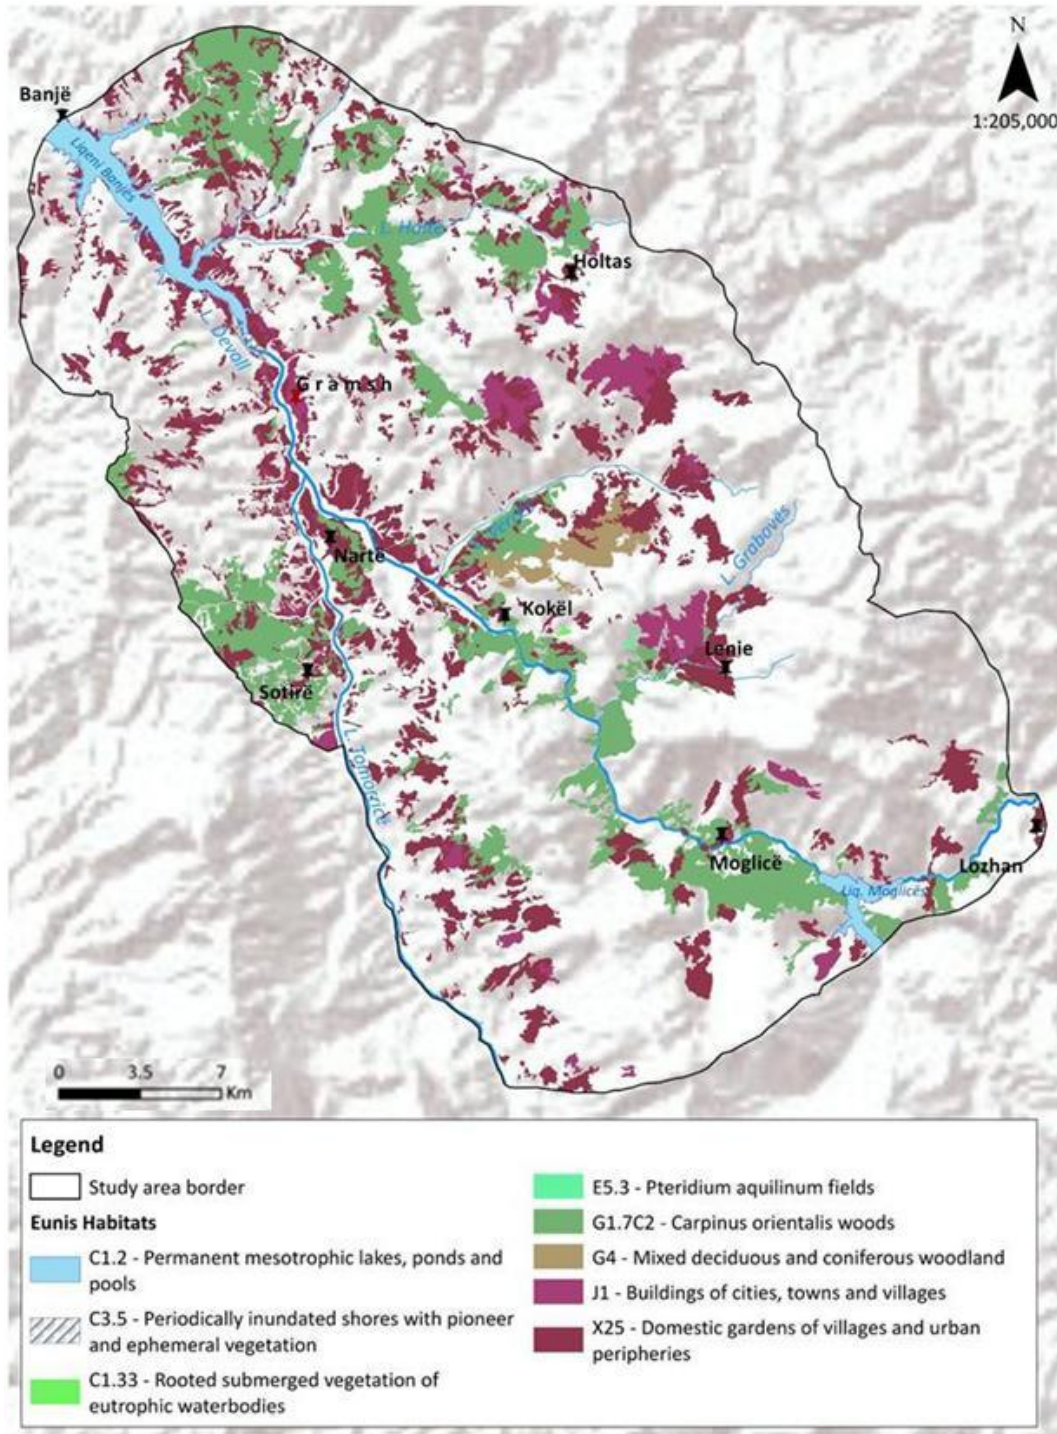 N
1:205,000
Banjë
Liqeni Banjës
L. Holta
Holtas
L. Devoll
Gramsh
L. Grabovës
Nartë
Kokël
Lenie
Sotirë
L. Tomorricë
Moglicë
Lozhan
Liq. Moglicës
0 3.5 7
Km
Legend
Study area border
Eunis Habitats
C1.2 - Permanent mesotrophic lakes, ponds and
pools
C3.5 - Periodically inundated shores with pioneer
and ephemeral vegetation
C1.33 - Rooted submerged vegetation of
eutrophic waterbodies
E5.3 - Pteridium aquilinum fields
G1.7C2 - Carpinus orientalis woods
G4 - Mixed deciduous and coniferous woodland
J1 - Buildings of cities, towns and villages
X25 - Domestic gardens of villages and urban
peripheries